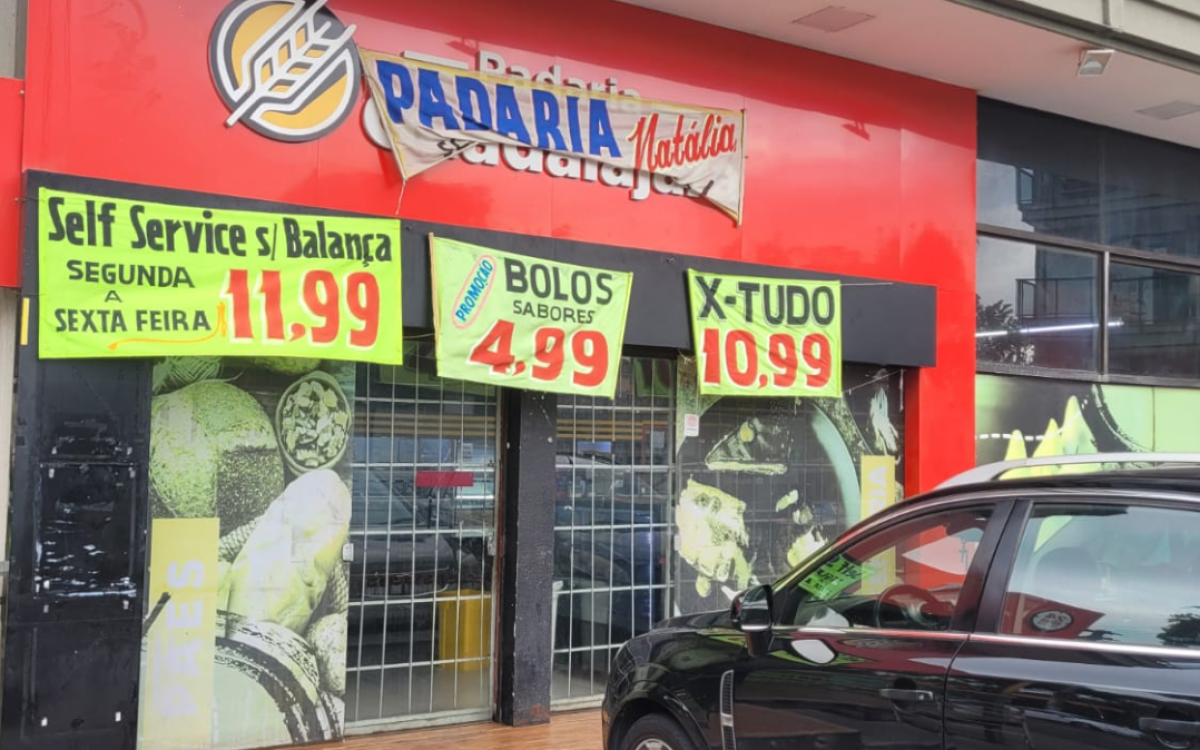 Padaria
PADARIA Natália
Self Service s/ Balança
SEGUNDA
A
SEXTA FEIRA 11,99
PROMOÇÃO
BOLOS
SABORES
4,99
X-TUDO
10,99
PÃES